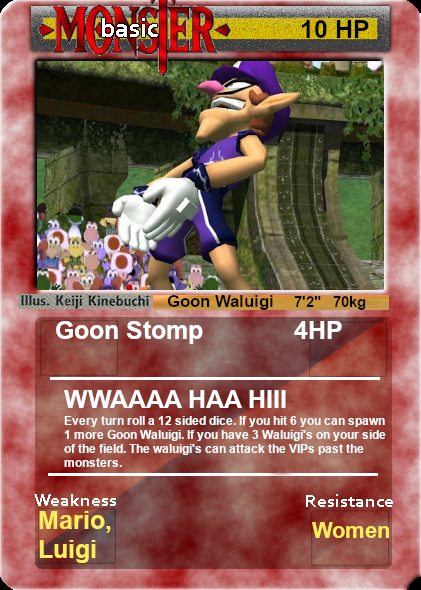 MONSTER
basic
10 HP
Illus. Keiji Kinebuchi
Goon Waluigi 7'2" 70kg
Goon Stomp 4HP
WWAAAA HAA HIII
Every turn roll a 12 sided dice. If you hit 6 you can spawn
1 more Goon Waluigi. If you have 3 Waluigi's on your side
of the field. The waluigi's can attack the VIPs past the
monsters.
Weakness
Mario,
Luigi
Resistance
Women